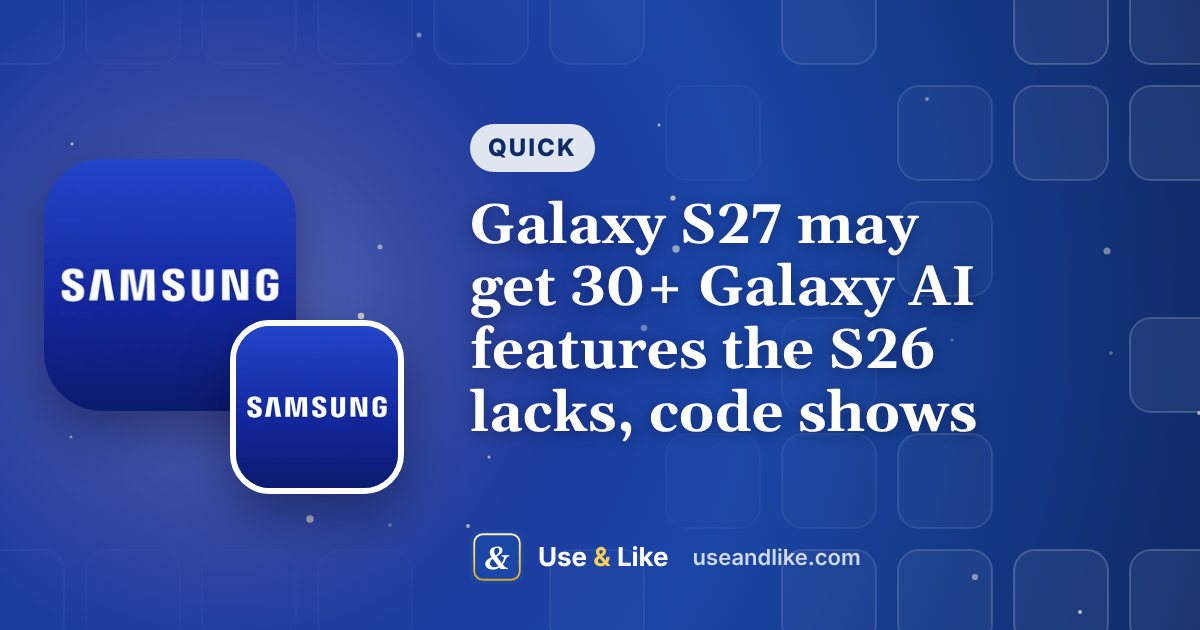 SAMSUNG
SAMSUNG
QUICK
Galaxy S27 may
get 30+ Galaxy AI
features the S26
lacks, code shows
& Use & Like useandlike.com